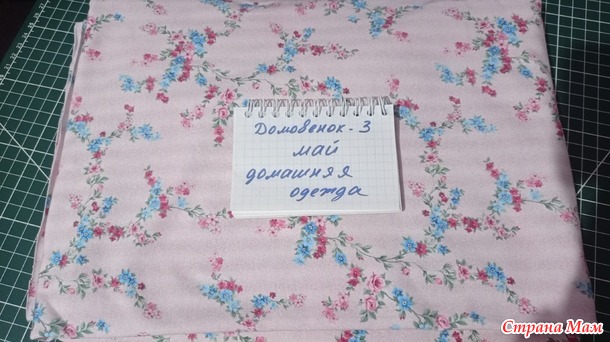 Домовенок - 3
май
домашняя
одежда
Страна Мам